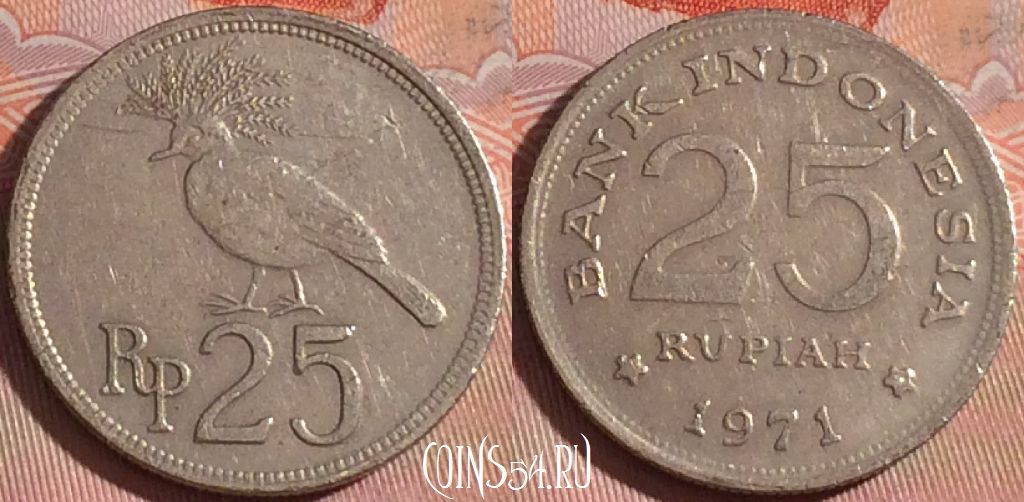 Rp 25
BANK INDONESIA
25
RUPIAH
1971
COINS54.RU